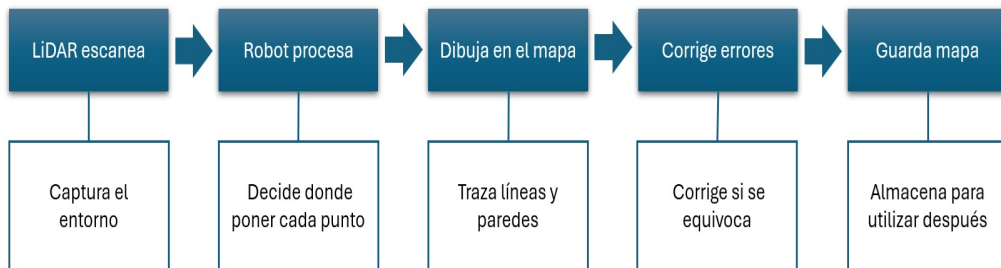 LiDAR escanea
Robot procesa
Dibuja en el mapa
Corrige errores
Guarda mapa
Captura el
entorno
Decide donde
poner cada punto
Traza líneas y
paredes
Corrige si se
equivoca
Almacena para
utilizar después